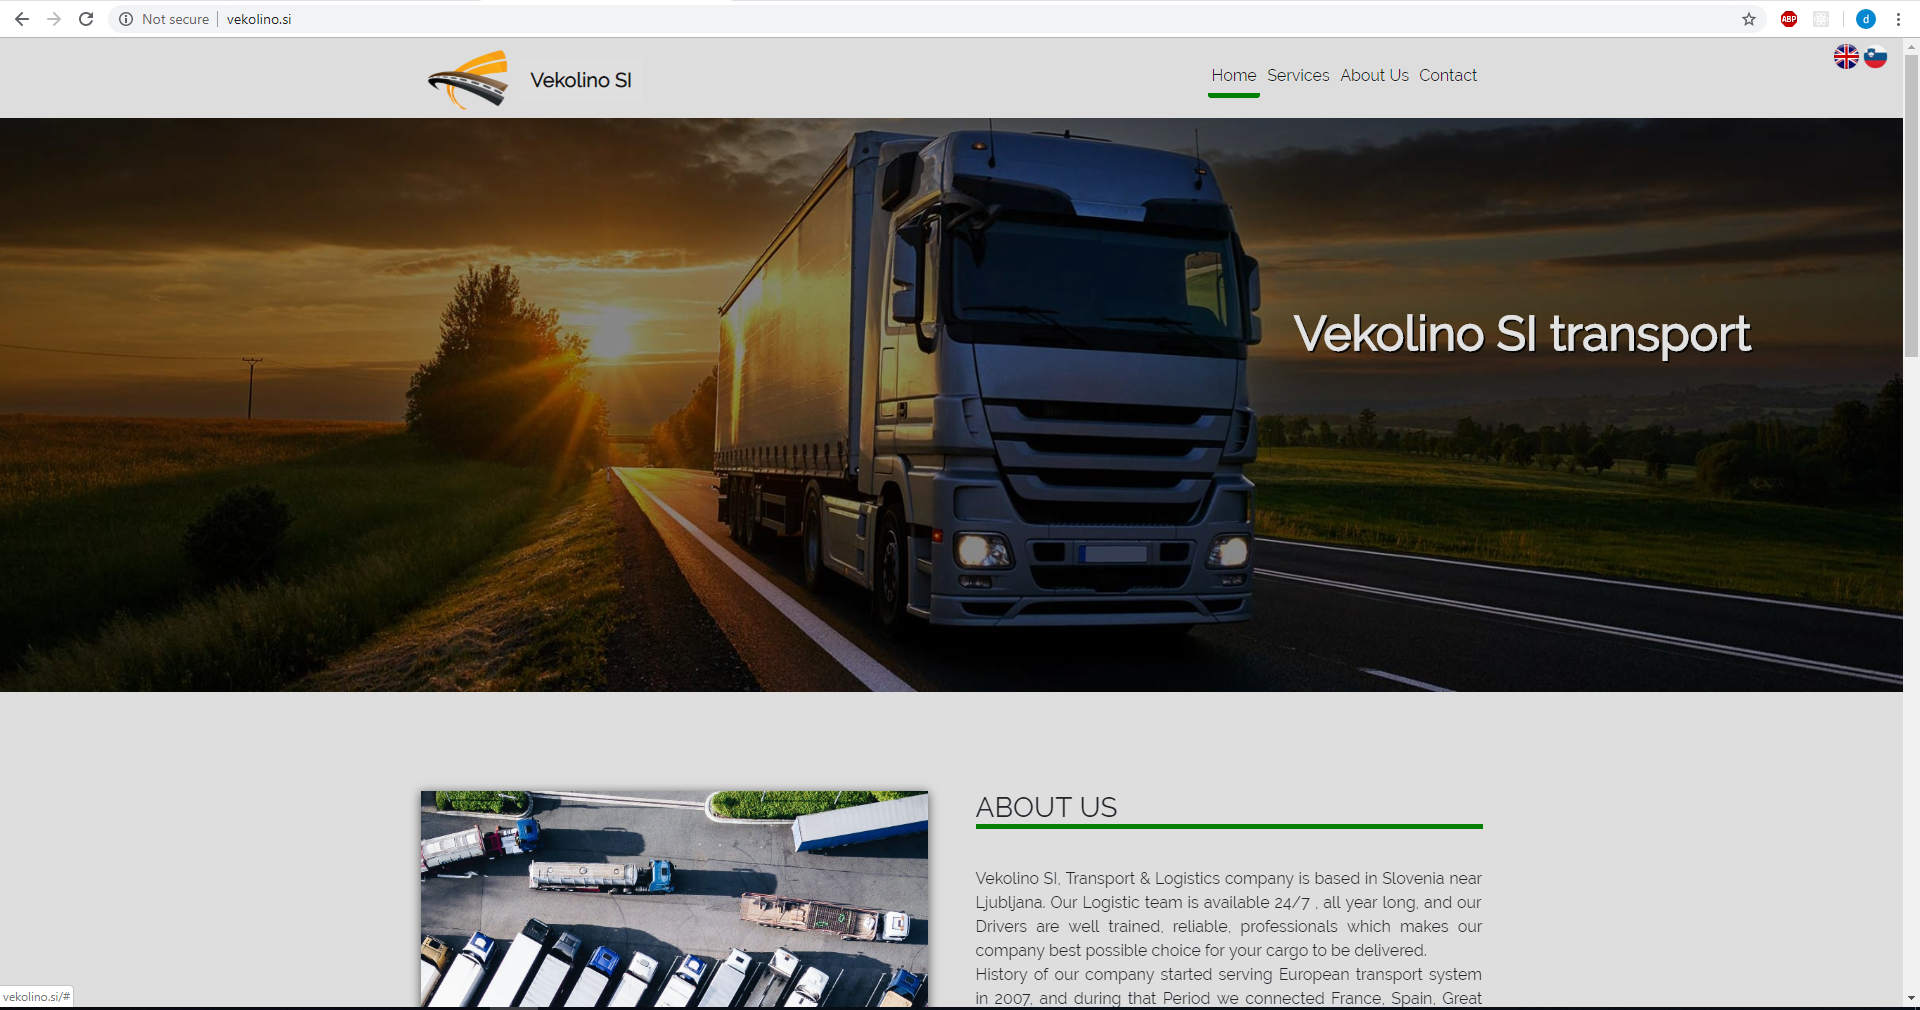 Not secure
vekolino.si
ABP
d
Vekolino SI
Home Services About Us Contact
Vekolino SI transport
ABOUT US
Vekolino SI, Transport & Logistics company is based in Slovenia near
Ljubljana. Our Logistic team is available 24/7 , all year long, and our
Drivers are well trained, reliable, professionals which makes our
company best possible choice for your cargo to be delivered.
History of our company started serving European transport system
in 2007, and during that Period we connected France, Spain, Great
vekolino.si/#